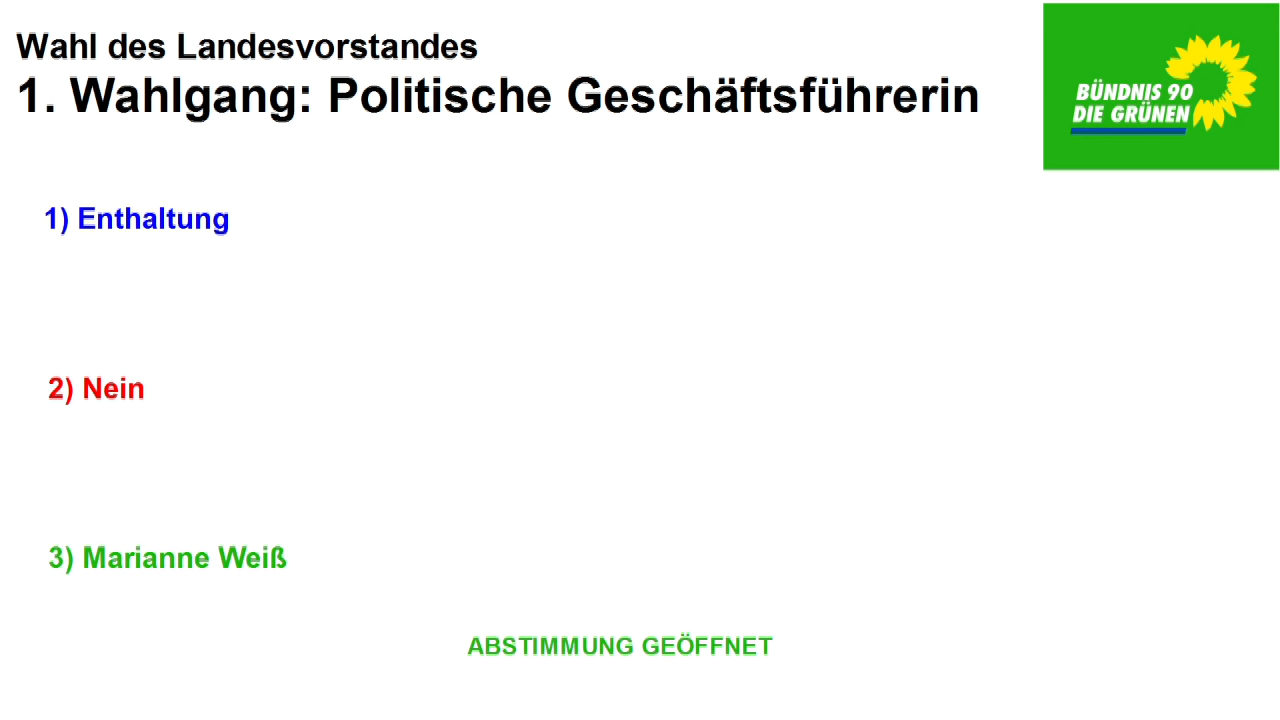 Wahl des Landesvorstandes
1. Wahlgang: Politische Geschäftsführerin
BÜNDNIS 90
DIE GRÜNEN
1) Enthaltung
2) Nein
3) Marianne Weiß
ABSTIMMUNG GEÖFFNET